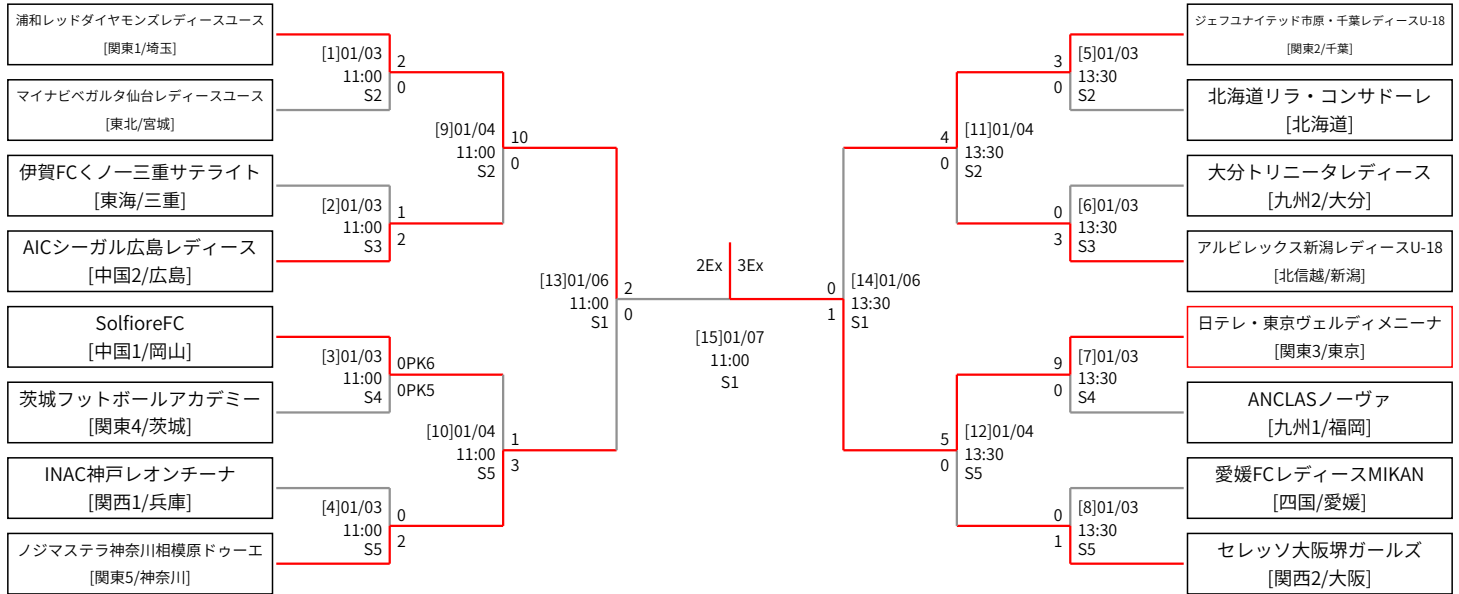 浦和レッドダイヤモンズレディースユース
[関東1/埼玉]
マイナビベガルタ仙台レディースユース
[東北/宮城]
伊賀FCくノ一三重サテライト
[東海/三重]
AICシーガル広島レディース
[中国2/広島]
SolfioreFC
[中国1/岡山]
茨城フットボールアカデミー
[関東4/茨城]
INAC神戸レオンチーナ
[関西1/兵庫]
ノジマステラ神奈川相模原ドゥーエ
[関東5/神奈川]
[1]01/03
11:00
S2
2
0
[2]01/03
11:00
S3
1
2
[3]01/03
11:00
S4
0PK6
0PK5
[4]01/03
11:00
S5
0
2
[9]01/04
11:00
S2
10
0
[10]01/04
11:00
S5
1
3
[13]01/06
11:00
S1
2
0
2Ex
3Ex
[15]01/07
11:00
S1
0
1
[14]01/06
13:30
S1
4
0
[11]01/04
13:30
S2
5
0
[12]01/04
13:30
S5
3
0
[5]01/03
13:30
S2
0
3
[6]01/03
13:30
S3
9
0
[7]01/03
13:30
S4
0
1
[8]01/03
13:30
S5
ジェフユナイテッド市原・千葉レディースU-18
[関東2/千葉]
北海道リラ・コンサドーレ
[北海道]
大分トリニータレディース
[九州2/大分]
アルビレックス新潟レディースU-18
[北信越/新潟]
日テレ・東京ヴェルディメニーナ
[関東3/東京]
ANCLASノーヴァ
[九州1/福岡]
愛媛FCレディースMIKAN
[四国/愛媛]
セレッソ大阪堺ガールズ
[関西2/大阪]